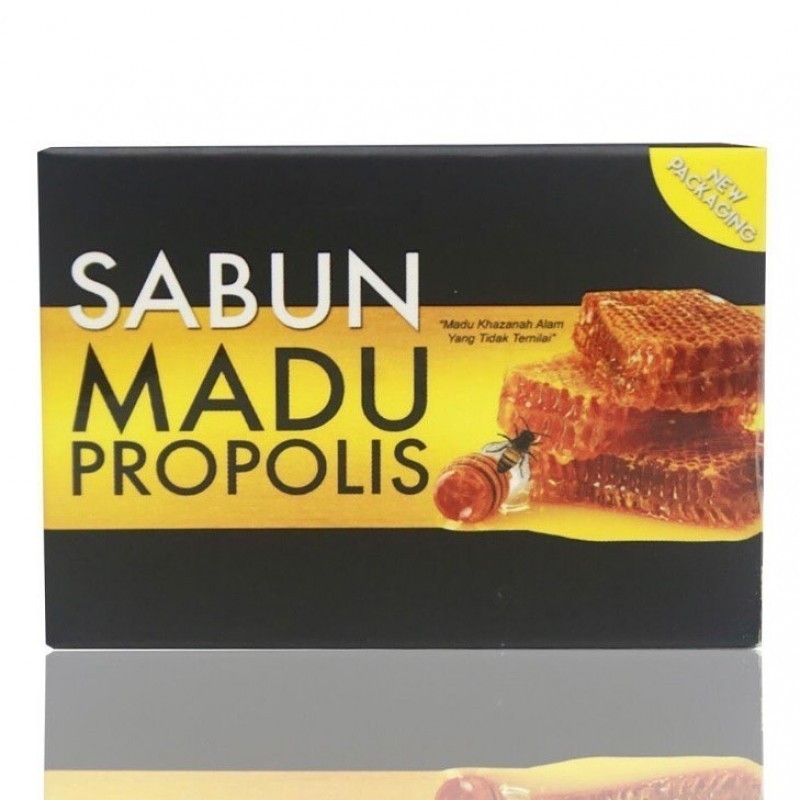 NEW
PACKAGING
SABUN
"Madu Khazanah Alam
Yang Tidak Ternilai"
MADU
PROPOLIS